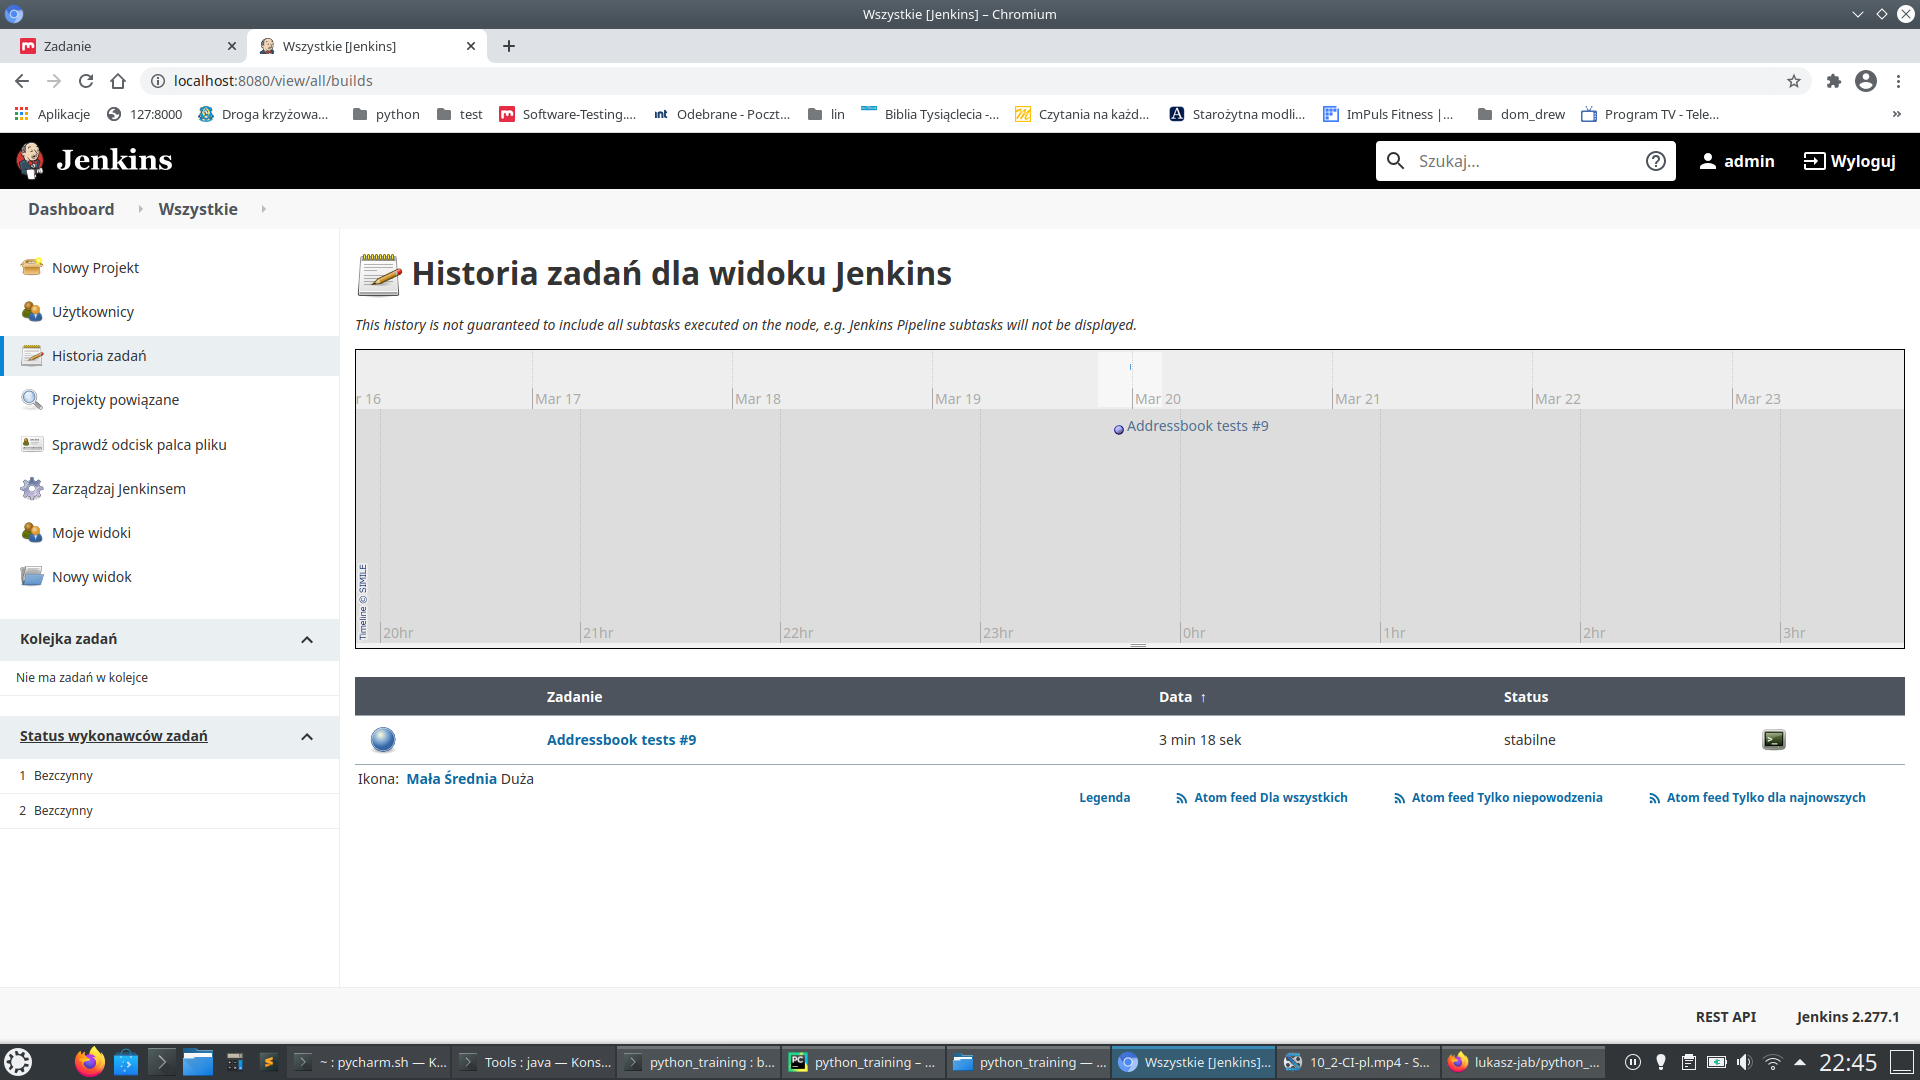 Wszystkie [Jenkins] – Chromium
Zadanie
Wszystkie [Jenkins]
localhost:8080/view/all/builds
Aplikacje
127:8000
Droga krzyżowa...
python
test
Software-Testing....
Odebrane - Poczt...
lin
Biblia Tysiąclecia -...
Czytania na każd...
Starożytna modli...
ImPuls Fitness |...
dom_drew
Program TV - Tele...
»
Jenkins
Szukaj...
admin
Wyloguj
Dashboard
Wszystkie
Nowy Projekt
Użytkownicy
Historia zadań
Projekty powiązane
Sprawdź odcisk palca pliku
Zarządzaj Jenkinsem
Moje widoki
Nowy widok
Kolejka zadań
Nie ma zadań w kolejce
Status wykonawców zadań
1 Bezczynny
2 Bezczynny
Historia zadań dla widoku Jenkins
This history is not guaranteed to include all subtasks executed on the node, e.g. Jenkins Pipeline subtasks will not be displayed.
r 16
Mar 17
Mar 18
Mar 19
Mar 20
Mar 21
Mar 22
Mar 23
Addressbook tests #9
Timeline © SIMILE
20hr
21hr
22hr
23hr
0hr
1hr
2hr
3hr
Zadanie
Data ↑
Status
Addressbook tests #9
3 min 18 sek
stabilne
Ikona: Mała Średnia Duża
Legenda
Atom feed Dla wszystkich
Atom feed Tylko niepowodzenia
Atom feed Tylko dla najnowszych
REST API
Jenkins 2.277.1
~ : pycharm.sh — K...
Tools : java — Kons...
python_training : b...
python_training – ...
python_training — ...
Wszystkie [Jenkins]...
10_2-CI-pl.mp4 - S...
lukasz-jab/python_...
22:45